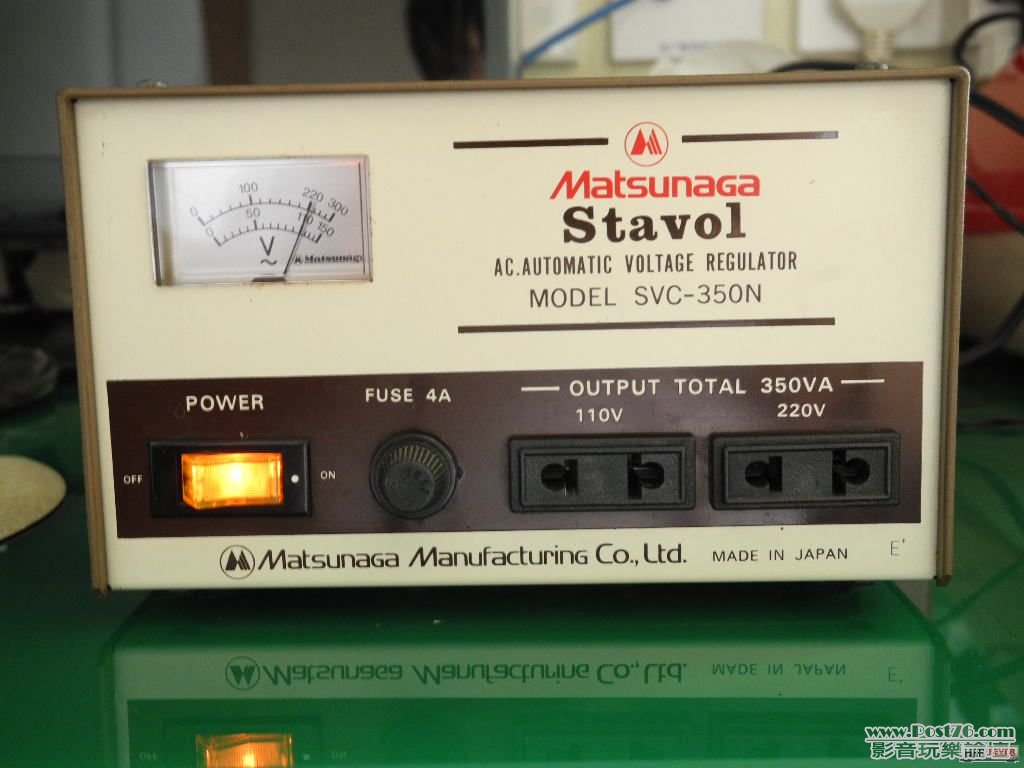 0 100 220 300
0 50 110 150
V
Matsunaga
Matsunaga
Stavol
AC.AUTOMATIC VOLTAGE REGULATOR
MODEL SVC-350N
POWER
OFF
ON
FUSE 4A
OUTPUT TOTAL 350VA
110V
220V
Matsunaga Manufacturing Co., Ltd. MADE IN JAPAN E+
www.Post76.com
影音玩樂論壇